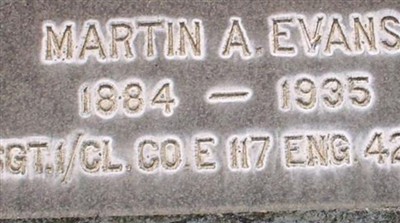 MARTIN A. EVANS
1884 — 1935
SGT. 1/CL. CO. E 117 ENG. 42